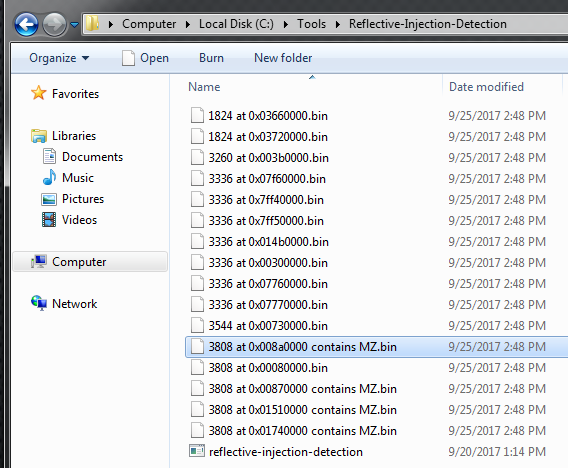 Computer ▸ Local Disk (C:) ▸ Tools ▸ Reflective-Injection-Detection
Organize Open Burn New folder
Favorites
Libraries
Documents
Music
Pictures
Videos
Computer
Network
Name Date modified
1824 at 0x03660000.bin 9/25/2017 2:48 PM
1824 at 0x03720000.bin 9/25/2017 2:48 PM
3260 at 0x003b0000.bin 9/25/2017 2:48 PM
3336 at 0x07f60000.bin 9/25/2017 2:48 PM
3336 at 0x7ff40000.bin 9/25/2017 2:48 PM
3336 at 0x7ff50000.bin 9/25/2017 2:48 PM
3336 at 0x014b0000.bin 9/25/2017 2:48 PM
3336 at 0x00300000.bin 9/25/2017 2:48 PM
3336 at 0x07760000.bin 9/25/2017 2:48 PM
3336 at 0x07770000.bin 9/25/2017 2:48 PM
3544 at 0x00730000.bin 9/25/2017 2:48 PM
3808 at 0x008a0000 contains MZ.bin 9/25/2017 2:48 PM
3808 at 0x00080000.bin 9/25/2017 2:48 PM
3808 at 0x00870000 contains MZ.bin 9/25/2017 2:48 PM
3808 at 0x01510000 contains MZ.bin 9/25/2017 2:48 PM
3808 at 0x01740000 contains MZ.bin 9/25/2017 2:48 PM
reflective-injection-detection 9/20/2017 1:14 PM